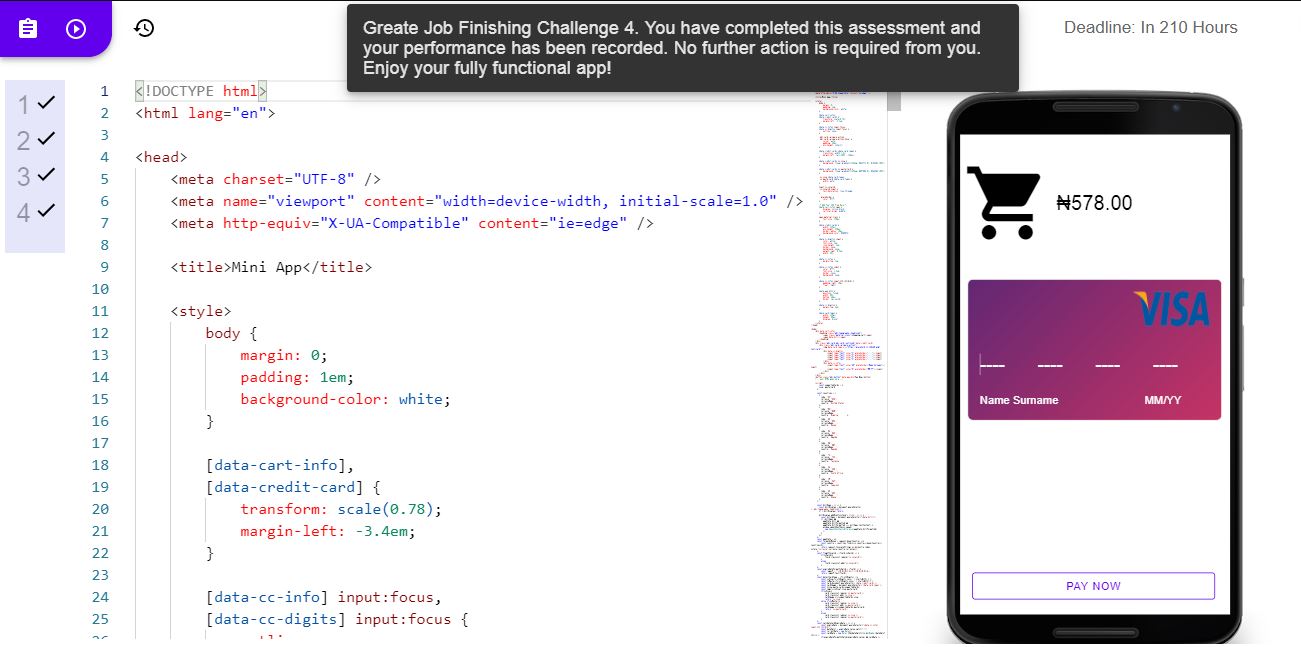 Greate Job Finishing Challenge 4. You have completed this assessment and
your performance has been recorded. No further action is required from you.
Enjoy your fully functional app!
Deadline: In 210 Hours
1
2
3
4
1 <!DOCTYPE html>
2 <html lang="en">
3
4 <head>
5 <meta charset="UTF-8" />
6 <meta name="viewport" content="width=device-width, initial-scale=1.0" />
7 <meta http-equiv="X-UA-Compatible" content="ie=edge" />
8
9 <title>Mini App</title>
10
11 <style>
12 body {
13 margin: 0;
14 padding: 1em;
15 background-color: white;
16 }
17
18 [data-cart-info],
19 [data-credit-card] {
20 transform: scale(0.78);
21 margin-left: -3.4em;
22 }
23
24 [data-cc-info] input:focus,
25 [data-cc-digits] input:focus {
₦578.00
VISA
---- ---- ---- ----
Name Surname MM/YY
PAY NOW